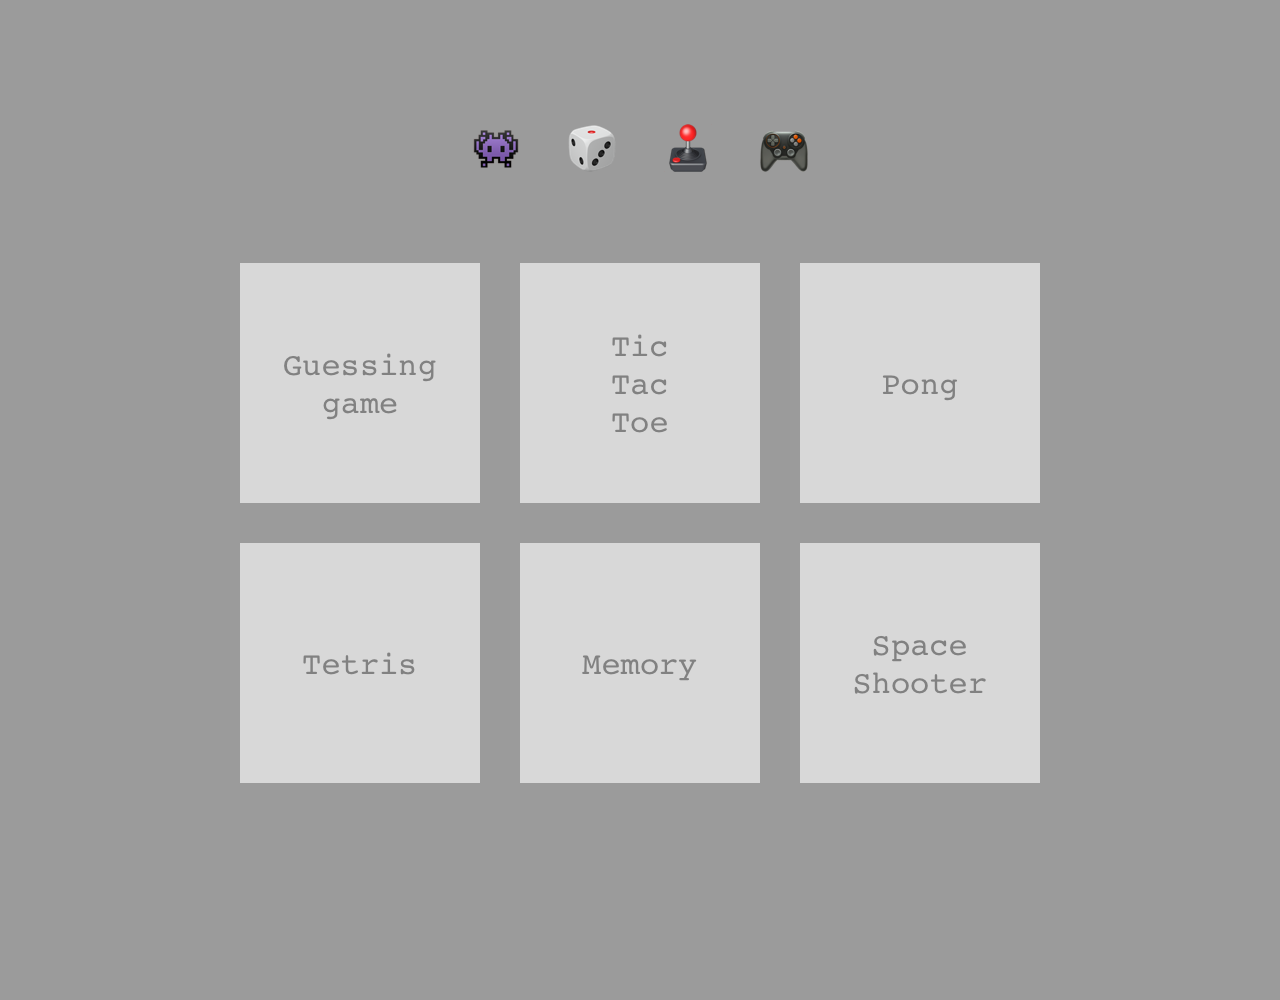 Guessing
game
Tic
Tac
Toe
Pong
Tetris
Memory
Space
Shooter